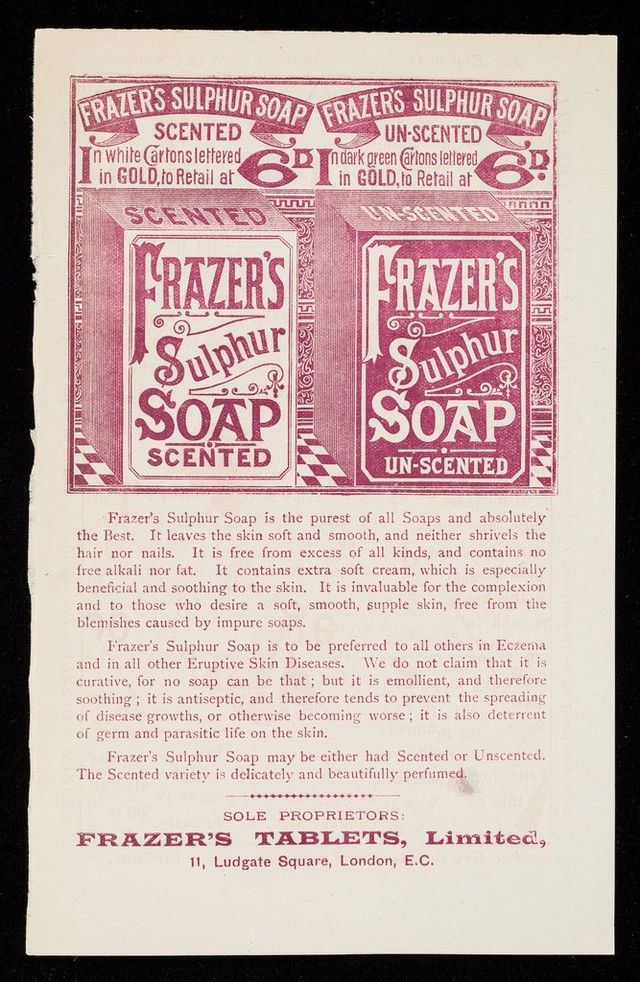 FRAZER'S SULPHUR SOAP
SCENTED
In white Cartons lettered
in GOLD, to Retail at 6D
FRAZER'S SULPHUR SOAP
UN-SCENTED
In dark green Cartons lettered
in GOLD, to Retail at 6D.
SCENTED
FRAZER'S
Sulphur
SOAP
SCENTED
UN-SCENTED
FRAZER'S
Sulphur
SOAP
UN-SCENTED
Frazer's Sulphur Soap is the purest of all Soaps and absolutely
the Best. It leaves the skin soft and smooth, and neither shrivels the
hair nor nails. It is free from excess of all kinds, and contains no
free alkali nor fat. It contains extra soft cream, which is especially
beneficial and soothing to the skin. It is invaluable for the complexion
and to those who desire a soft, smooth, supple skin, free from the
blemishes caused by impure soaps.
Frazer's Sulphur Soap is to be preferred to all others in Eczema
and in all other Eruptive Skin Diseases. We do not claim that it is
curative, for no soap can be that; but it is emollient, and therefore
soothing; it is antiseptic, and therefore tends to prevent the spreading
of disease growths, or otherwise becoming worse; it is also deterrent
of germ and parasitic life on the skin.
Frazer's Sulphur Soap may be either had Scented or Unscented.
The Scented variety is delicately and beautifully perfumed.
SOLE PROPRIETORS:
FRAZER'S TABLETS, Limited,
11, Ludgate Square, London, E.C.